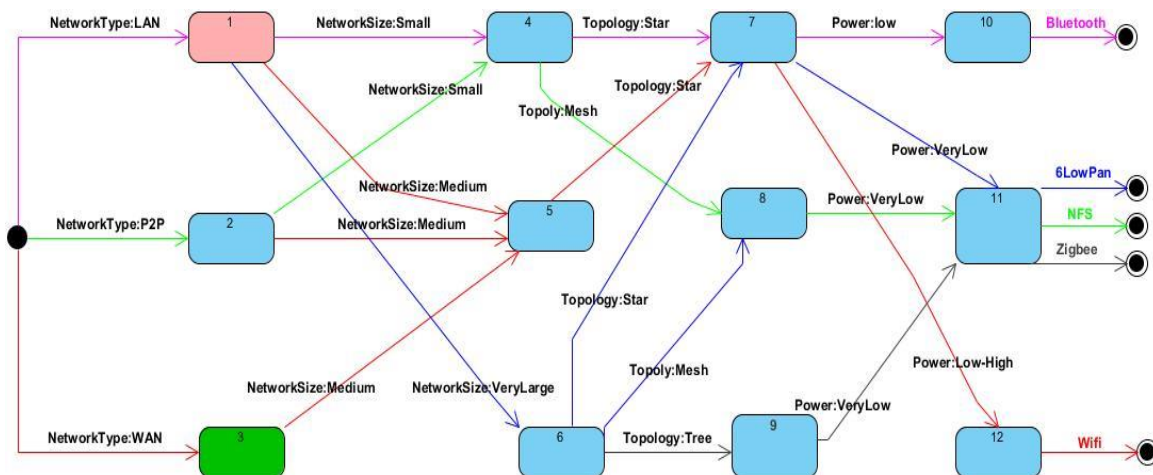 NetworkType:LAN
1
NetworkSize:Small
4
Topology:Star
7
Power:low
10
Bluetooth
NetworkSize:Small
Topoly:Mesh
Topology:Star
Power:VeryLow
6LowPan
NetworkType:P2P
2
NetworkSize:Medium
NetworkSize:Medium
5
8
Power:VeryLow
11
NFS
Zigbee
Topology:Star
NetworkSize:Medium
NetworkSize:VeryLarge
Topoly:Mesh
Power:Low-High
Power:VeryLow
NetworkType:WAN
3
6
Topology:Tree
9
12
Wifi